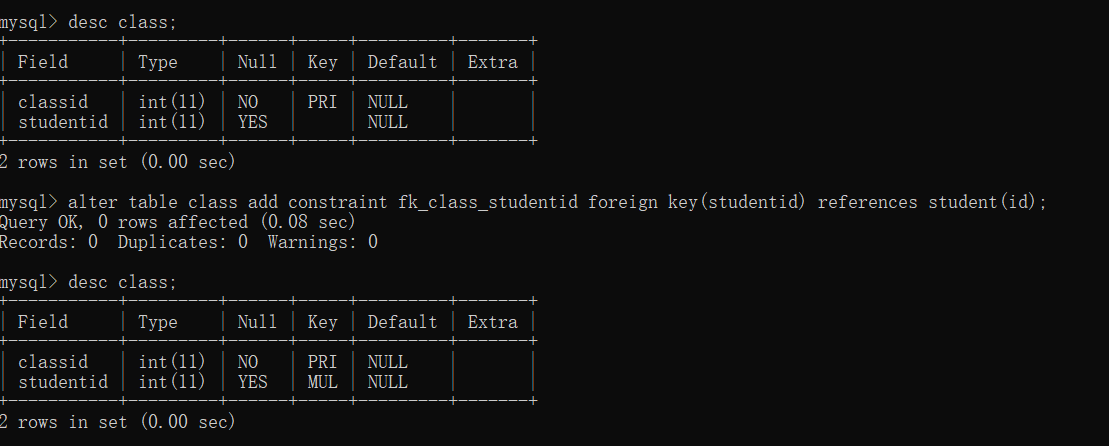 mysql> desc class;
+-----------+---------+------+-----+---------+-------+
| Field     | Type    | Null | Key | Default | Extra |
+-----------+---------+------+-----+---------+-------+
| classid   | int(11) | NO   | PRI | NULL    |       |
| studentid | int(11) | YES  |     | NULL    |       |
+-----------+---------+------+-----+---------+-------+
2 rows in set (0.00 sec)
mysql> alter table class add constraint fk_class_studentid foreign key(studentid) references student(id);
Query OK, 0 rows affected (0.08 sec)
Records: 0  Duplicates: 0  Warnings: 0
mysql> desc class;
+-----------+---------+------+-----+---------+-------+
| Field     | Type    | Null | Key | Default | Extra |
+-----------+---------+------+-----+---------+-------+
| classid   | int(11) | NO   | PRI | NULL    |       |
| studentid | int(11) | YES  | MUL | NULL    |       |
+-----------+---------+------+-----+---------+-------+
2 rows in set (0.00 sec)